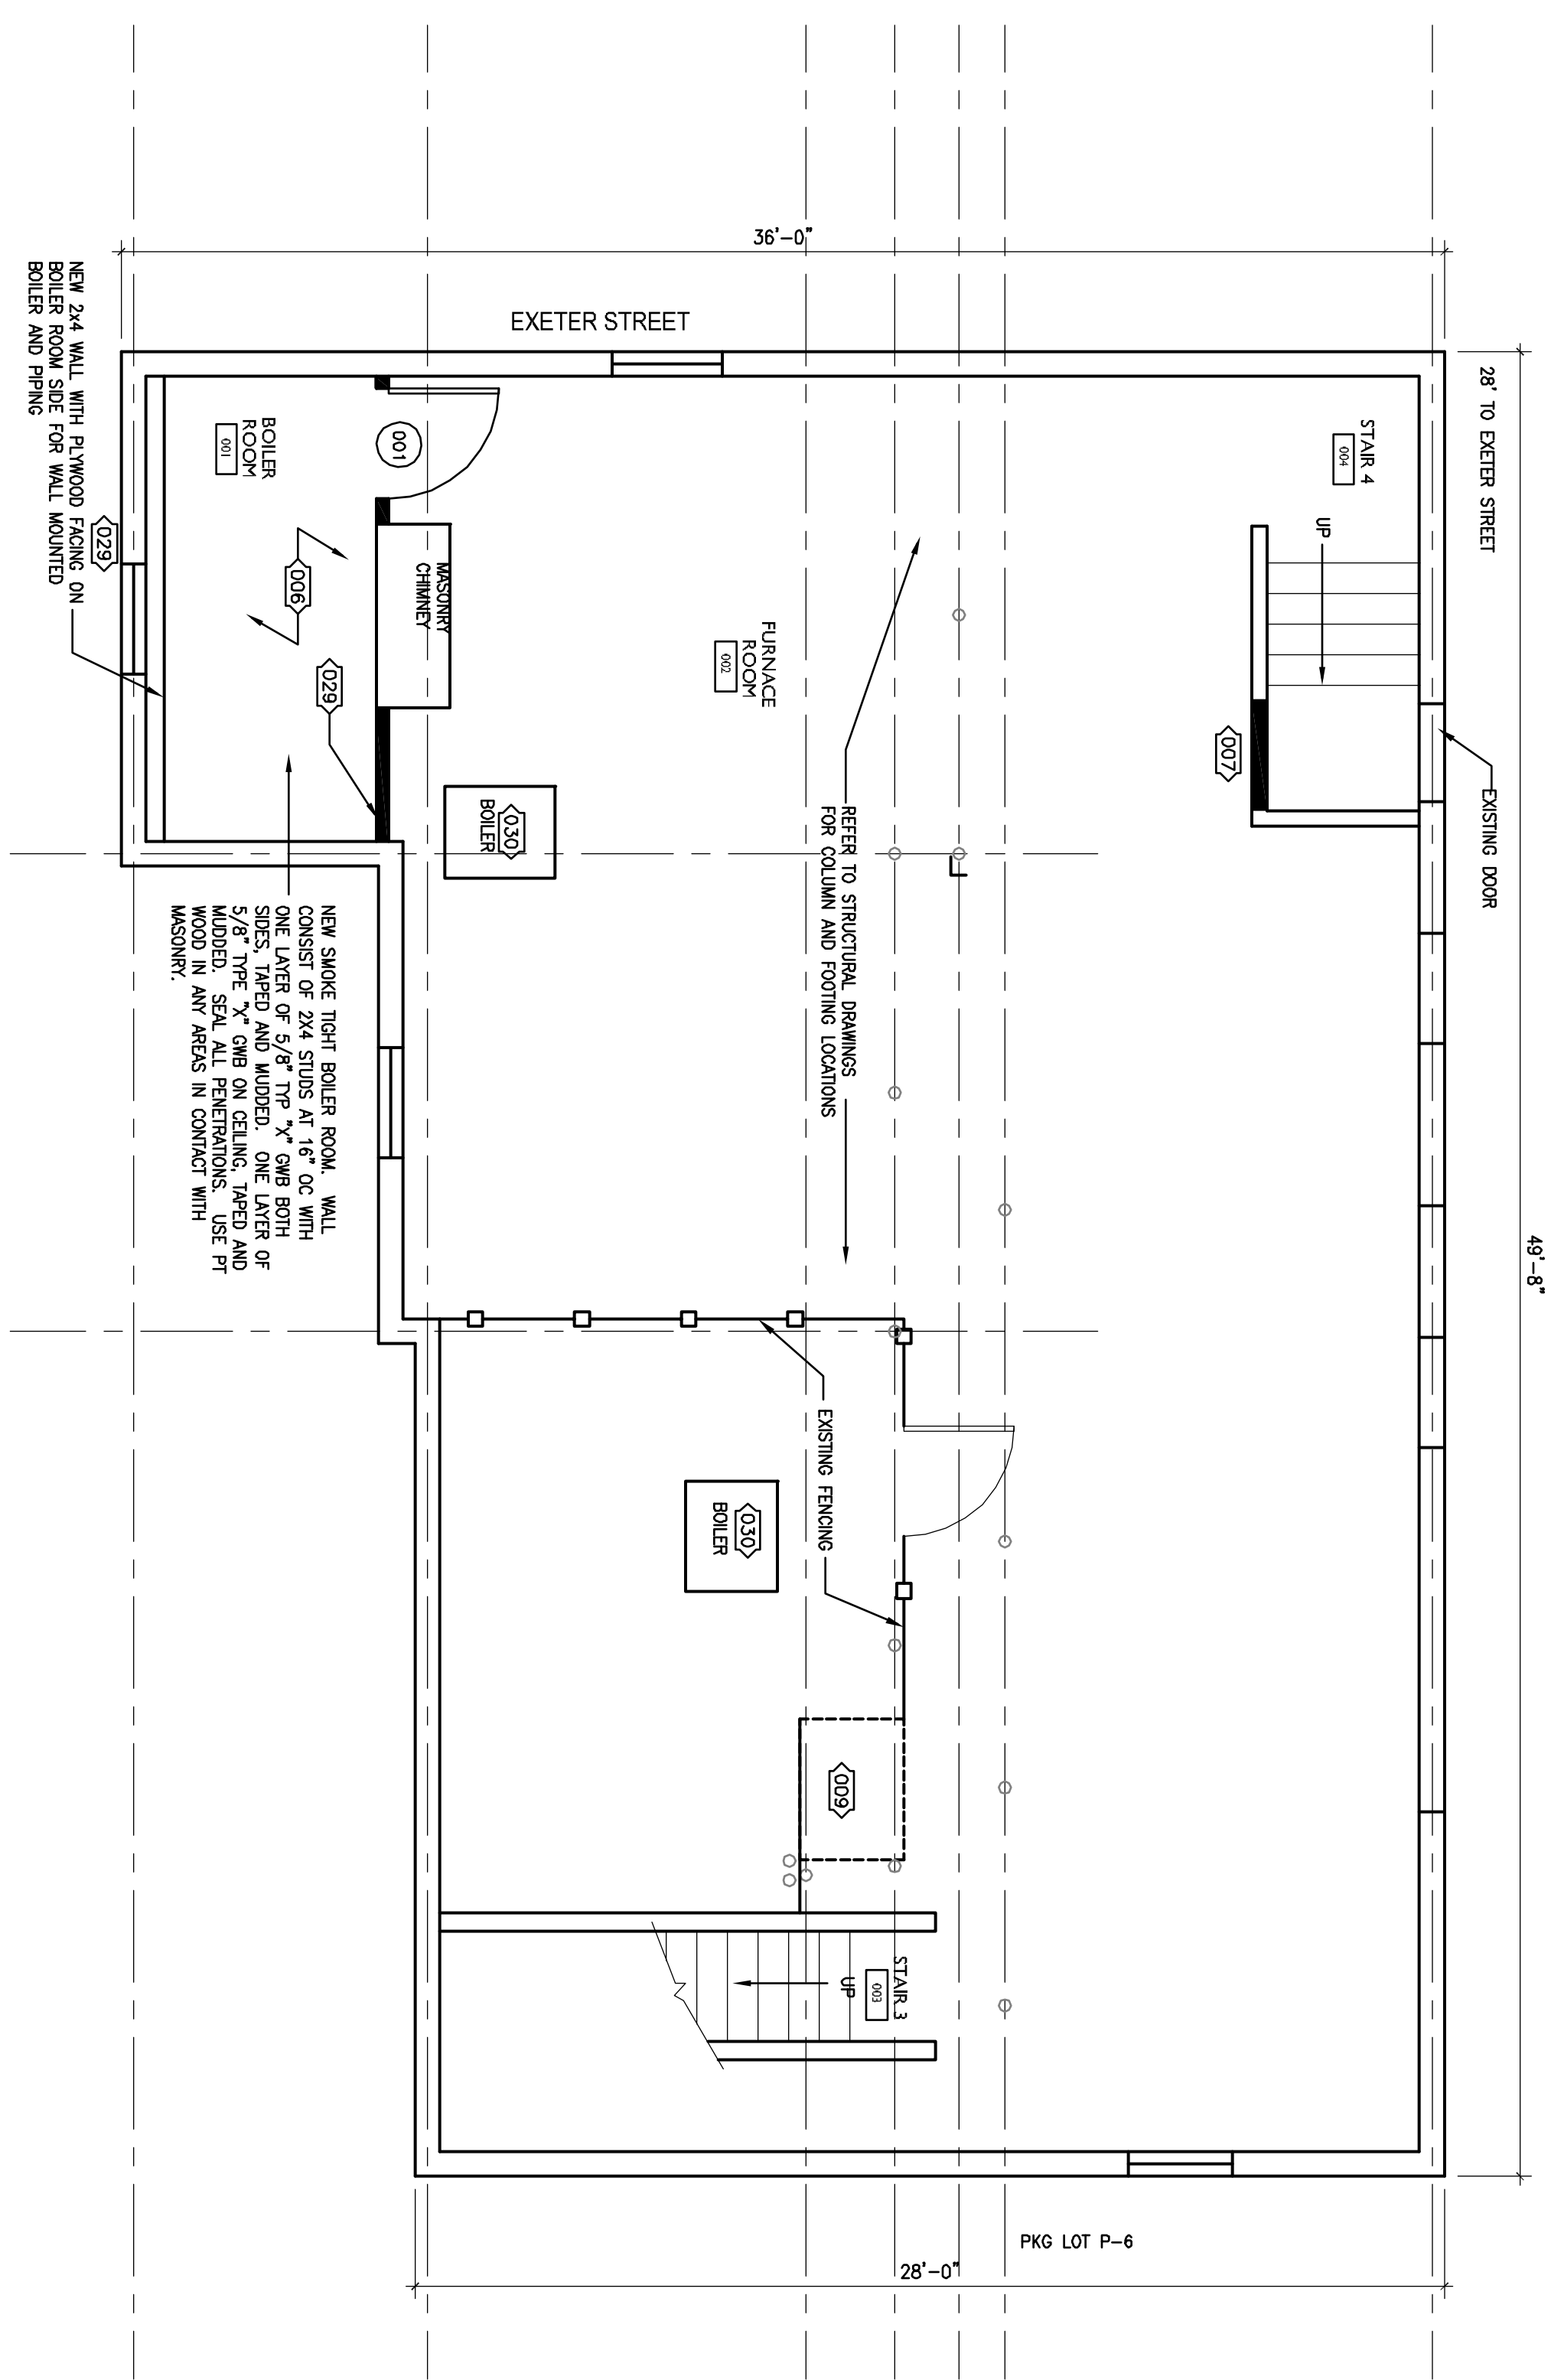 36'-0"
EXETER STREET
28' TO EXETER STREET
STAIR 4
004
UP
EXISTING DOOR
007
49'-8"
BOILER
ROOM
001
001
MASONRY
CHIMNEY
006
029
029
NEW 2x4 WALL WITH PLYWOOD FACING ON
BOILER ROOM SIDE FOR WALL MOUNTED
BOILER AND PIPING
FURNACE
ROOM
002
030
BOILER
REFER TO STRUCTURAL DRAWINGS
FOR COLUMN AND FOOTING LOCATIONS
NEW SMOKE TIGHT BOILER ROOM. WALL
CONSIST OF 2X4 STUDS AT 16" OC WITH
ONE LAYER OF 5/8" TYP "X" GWB BOTH
SIDES, TAPED AND MUDDED. ONE LAYER OF
5/8" TYPE "X" GWB ON CEILING, TAPED AND
MUDDED. SEAL ALL PENETRATIONS. USE PT
WOOD IN ANY AREAS IN CONTACT WITH
MASONRY.
EXISTING FENCING
030
BOILER
009
STAIR 3
003
UP
PKG LOT P-6
28'-0"